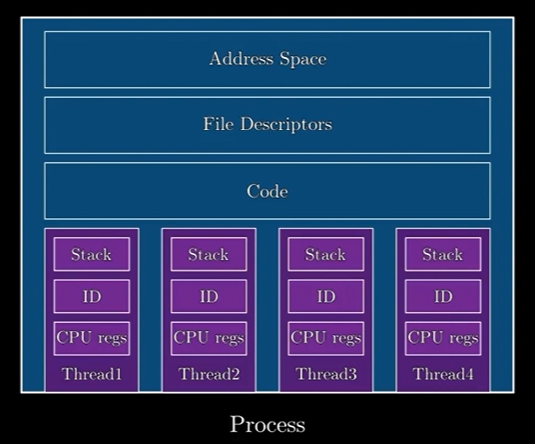 Address Space
File Descriptors
Code
Stack
ID
CPU regs
Thread1
Stack
ID
CPU regs
Thread2
Stack
ID
CPU regs
Thread3
Stack
ID
CPU regs
Thread4
Process